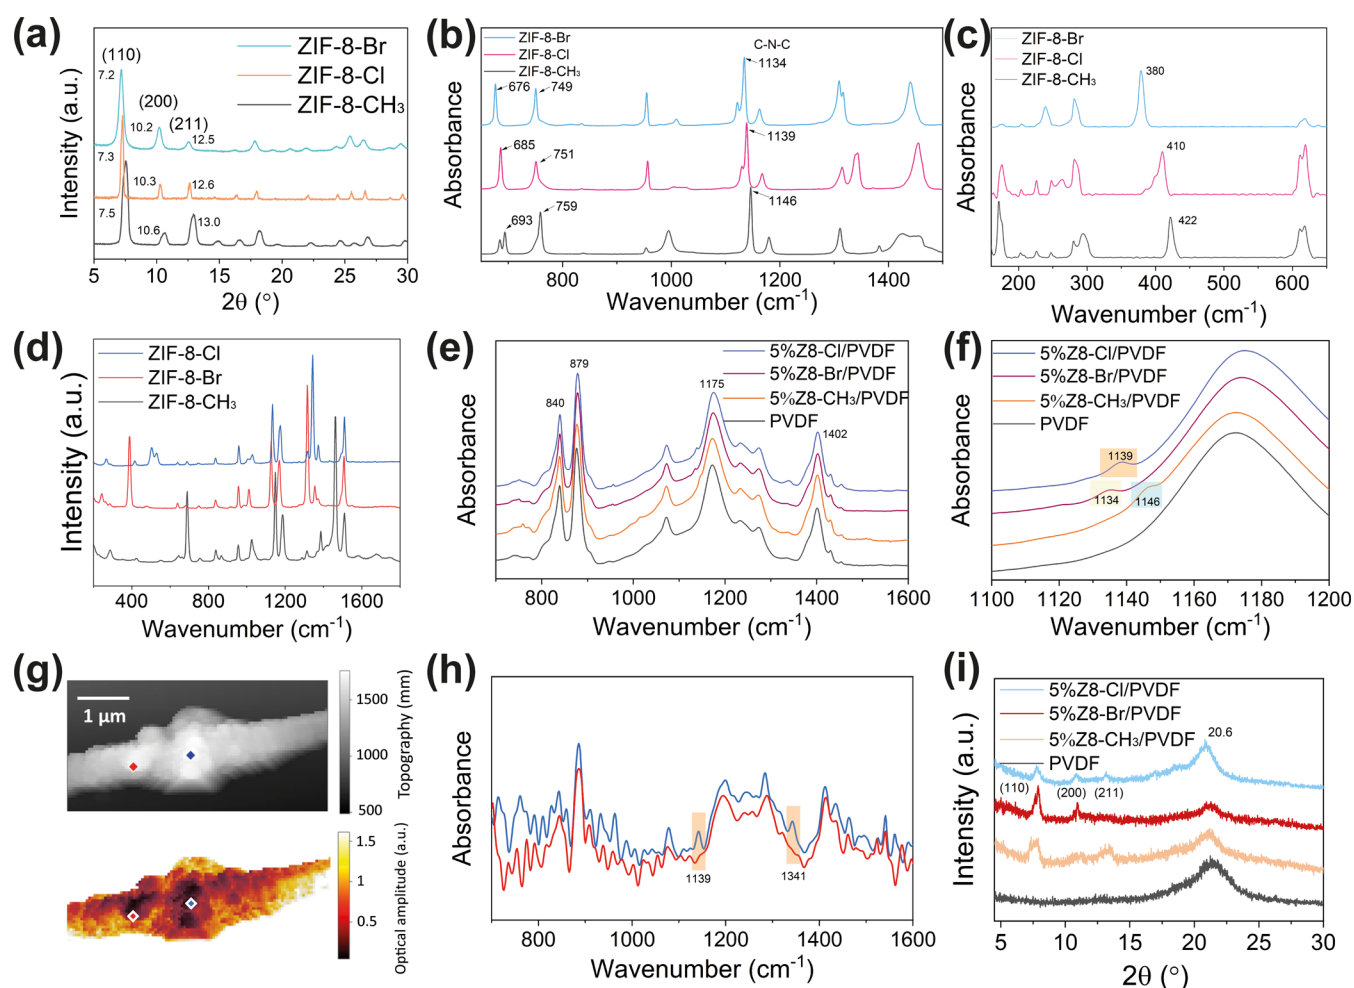 (a)
ZIF-8-Br
ZIF-8-Cl
ZIF-8-CH₃
(110)
7.2
(200)
(211)
10.2
12.5
7.3
10.3
12.6
7.5
10.6
13.0
Intensity (a.u.)
5 10 15 20 25 30
2θ (°)
(b)
ZIF-8-Br
ZIF-8-Cl
ZIF-8-CH₃
C-N-C
1134
676
749
1139
685
751
1146
693
759
Absorbance
800 1000 1200 1400
Wavenumber (cm⁻¹)
(c)
ZIF-8-Br
ZIF-8-Cl
ZIF-8-CH₃
380
410
422
Absorbance
200 300 400 500 600
Wavenumber (cm⁻¹)
(d)
ZIF-8-Cl
ZIF-8-Br
ZIF-8-CH₃
Intensity (a.u.)
400 800 1200 1600
Wavenumber (cm⁻¹)
(e)
5%Z8-Cl/PVDF
5%Z8-Br/PVDF
5%Z8-CH₃/PVDF
PVDF
879
840
1175
1402
Absorbance
800 1000 1200 1400 1600
Wavenumber (cm⁻¹)
(f)
5%Z8-Cl/PVDF
5%Z8-Br/PVDF
5%Z8-CH₃/PVDF
PVDF
1139
1134
1146
Absorbance
1100 1120 1140 1160 1180 1200
Wavenumber (cm⁻¹)
(g)
1 µm
1500
1000
500
Topography (mm)
1.5
1
0.5
Optical amplitude (a.u.)
(h)
1139
1341
Absorbance
800 1000 1200 1400 1600
Wavenumber (cm⁻¹)
(i)
5%Z8-Cl/PVDF
5%Z8-Br/PVDF
5%Z8-CH₃/PVDF
PVDF
20.6
(110)
(200)
(211)
Intensity (a.u.)
5 10 15 20 25 30
2θ (°)